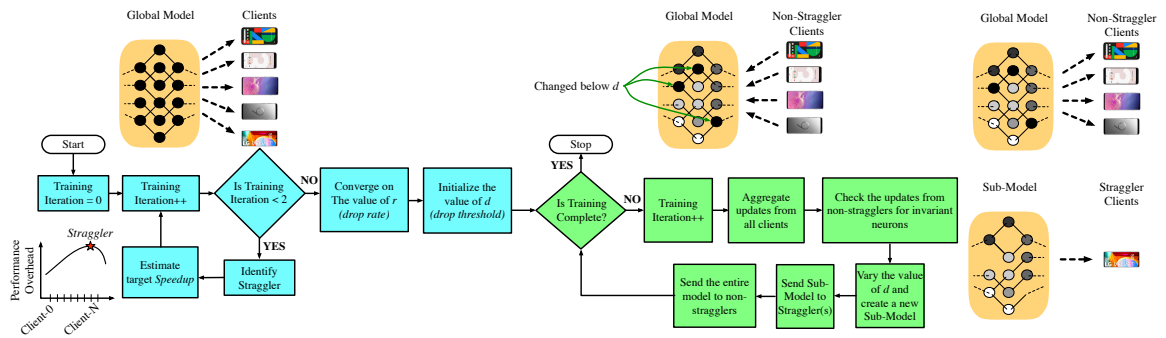 Global Model
Clients
Start
Training
Iteration = 0
Training
Iteration++
Is Training
Iteration < 2
NO
YES
Converge on
The value of r
(drop rate)
Initialize the
value of d
(drop threshold)
Identify
Straggler
Estimate
target Speedup
Performance
Overhead
Straggler
Client-0
Client-N
Global Model
Non-Straggler
Clients
Changed below d
Stop
YES
Is Training
Complete?
NO
Training
Iteration++
Aggregate
updates from
all clients
Check the updates from
non-stragglers for invariant
neurons
Vary the value
of d and
create a new
Sub-Model
Send Sub-
Model to
Straggler(s)
Send the entire
model to non-
stragglers
Global Model
Non-Straggler
Clients
Sub-Model
Straggler
Clients